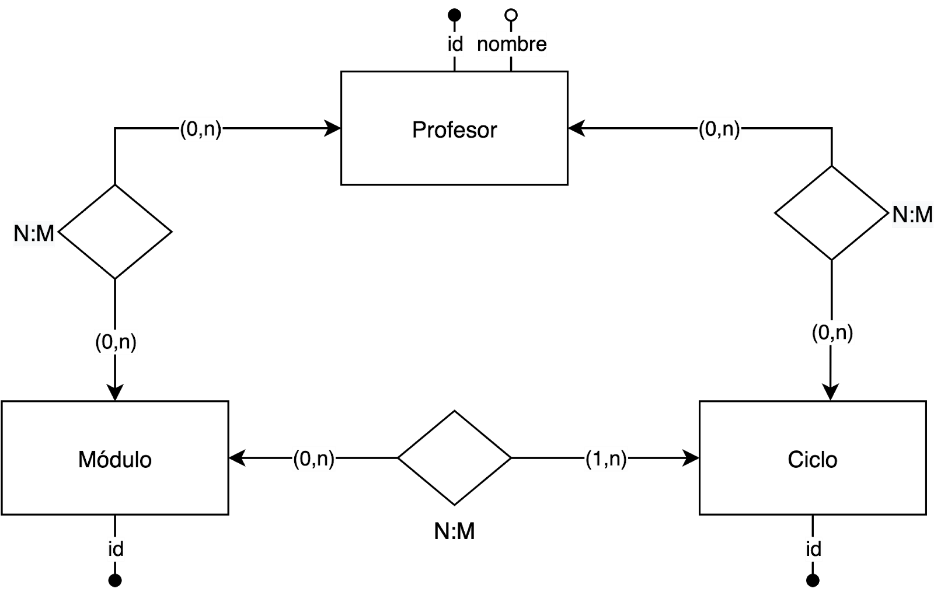 id nombre
(0,n) Profesor (0,n)
N:M N:M
(0,n) (0,n)
Módulo (0,n) (1,n) Ciclo
N:M
id id